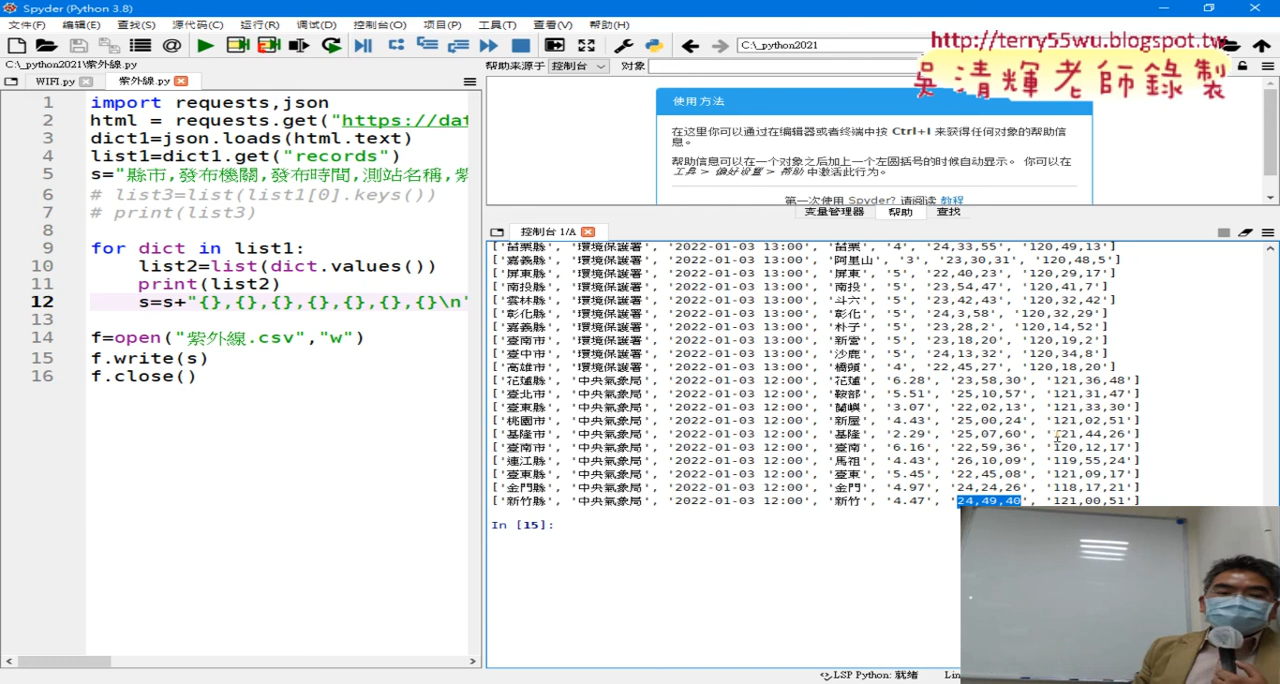 Spyder (Python 3.8)
文件(F) 编辑(E) 查找(S) 源代码(C) 运行(R) 调试(D) 控制台(O) 项目(P) 工具(T) 查看(V) 帮助(H)
C:\_python2021
http://terry55wu.blogspot.tw
吳清輝老師錄製
C:\_python2021\紫外線.py
WIFI.py 紫外線.py
帮助来源于 控制台 对象
1 import requests,json
2 html = requests.get("https://dat
3 dict1=json.loads(html.text)
4 list1=dict1.get("records")
5 s="縣市,發布機關,發布時間,測站名稱,紫
6 # list3=list(list1[0].keys())
7 # print(list3)
8
9 for dict in list1:
10 list2=list(dict.values())
11 print(list2)
12 s=s+"{},{},{},{},{},{},{}\n"
13
14 f=open("紫外線.csv","w")
15 f.write(s)
16 f.close()
使用方法
在这里你可以通过在编辑器或者终端中按 Ctrl+I 来获得任何对象的帮助信
息。
帮助信息可以在一个对象之后加上一个左圆括号的时候自动显示。 你可以在
工具 > 偏好设置 > 帮助 中激活此行为。
第一次使用 Spyder? 请阅读 教程
变量管理器 帮助 查找
控制台 1/A
['苗栗縣', '環境保護署', '2022-01-03 13:00', '苗栗', '4', '24,33,55', '120,49,13']
['嘉義縣', '環境保護署', '2022-01-03 13:00', '阿里山', '3', '23,30,31', '120,48,5']
['屏東縣', '環境保護署', '2022-01-03 13:00', '屏東', '5', '22,40,23', '120,29,17']
['南投縣', '環境保護署', '2022-01-03 13:00', '南投', '5', '23,54,47', '120,41,7']
['雲林縣', '環境保護署', '2022-01-03 13:00', '斗六', '5', '23,42,43', '120,32,42']
['彰化縣', '環境保護署', '2022-01-03 13:00', '彰化', '5', '24,3,58', '120,32,29']
['嘉義縣', '環境保護署', '2022-01-03 13:00', '朴子', '5', '23,28,2', '120,14,52']
['臺南市', '環境保護署', '2022-01-03 13:00', '新營', '5', '23,18,20', '120,19,2']
['臺中市', '環境保護署', '2022-01-03 13:00', '沙鹿', '5', '24,13,32', '120,34,8']
['高雄市', '環境保護署', '2022-01-03 13:00', '橋頭', '4', '22,45,27', '120,18,20']
['花蓮縣', '中央氣象局', '2022-01-03 12:00', '花蓮', '6.28', '23,58,30', '121,36,48']
['臺北市', '中央氣象局', '2022-01-03 12:00', '鞍部', '5.51', '25,10,57', '121,31,47']
['臺東縣', '中央氣象局', '2022-01-03 12:00', '蘭嶼', '3.07', '22,02,13', '121,33,30']
['桃園市', '中央氣象局', '2022-01-03 12:00', '新屋', '4.43', '25,00,24', '121,02,51']
['基隆市', '中央氣象局', '2022-01-03 12:00', '基隆', '2.29', '25,07,60', '121,44,26']
['臺南市', '中央氣象局', '2022-01-03 12:00', '臺南', '6.16', '22,59,36', '120,12,17']
['連江縣', '中央氣象局', '2022-01-03 12:00', '馬祖', '4.43', '26,10,09', '119,55,24']
['臺東縣', '中央氣象局', '2022-01-03 12:00', '臺東', '5.45', '22,45,08', '121,09,17']
['金門縣', '中央氣象局', '2022-01-03 12:00', '金門', '4.97', '24,24,26', '118,17,21']
['新竹縣', '中央氣象局', '2022-01-03 12:00', '新竹', '4.47', '24,49,40', '121,00,51']
In [15]:
LSP Python: 就绪 Lin